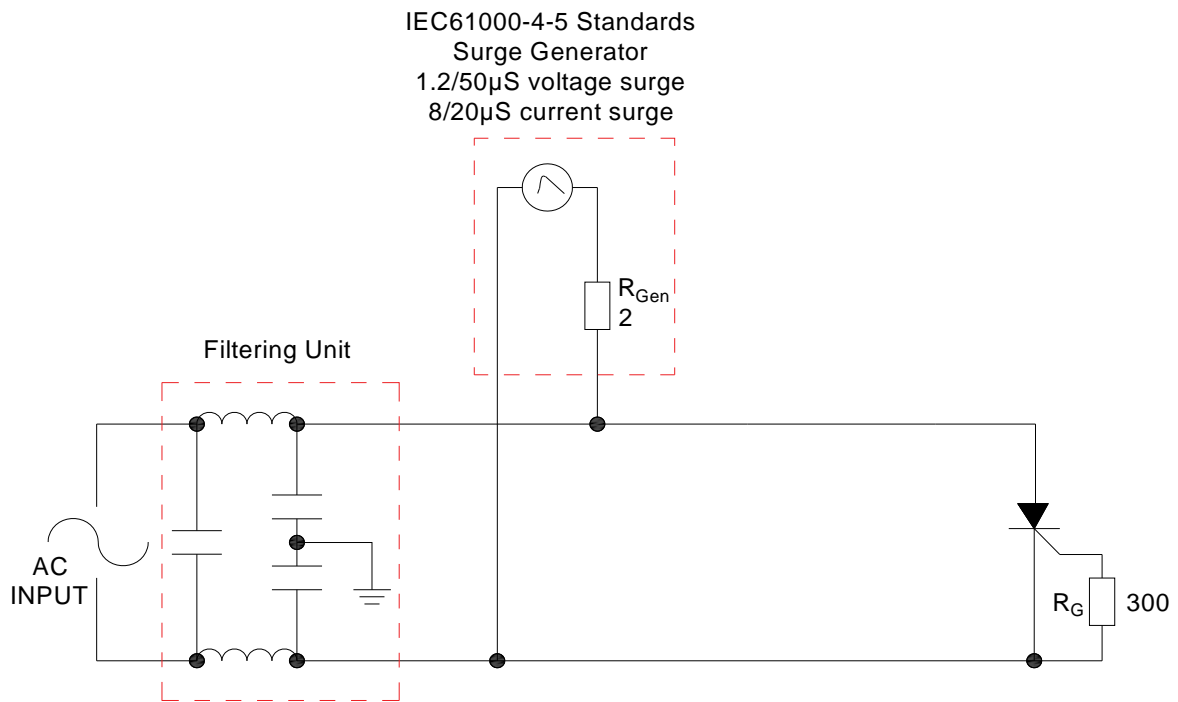 IEC61000-4-5 Standards
Surge Generator
1.2/50µS voltage surge
8/20µS current surge
RGen
2
Filtering Unit
AC
INPUT
RG 300